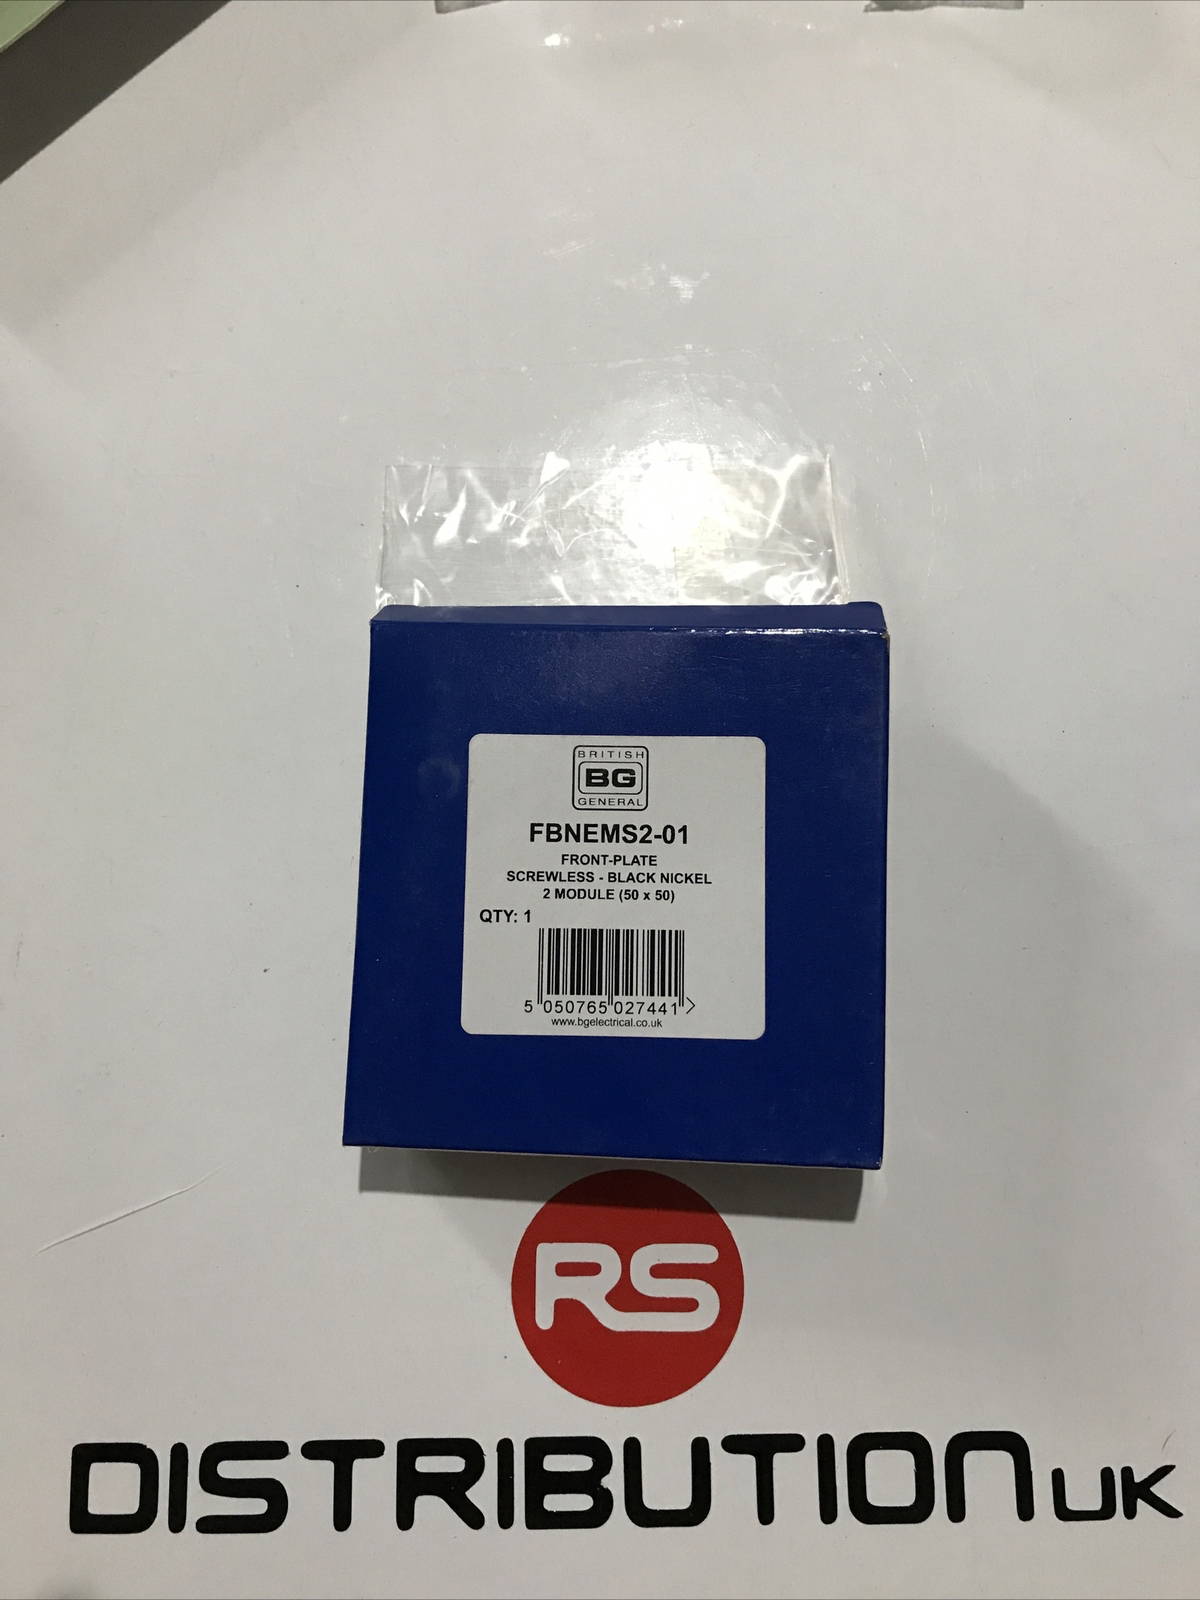 BRITISH
BG
GENERAL
FBNEMS2-01
FRONT-PLATE
SCREWLESS - BLACK NICKEL
2 MODULE (50 x 50)
QTY: 1
5 050765 027441 >
www.bgelectrical.co.uk
RS
DISTRIBUTION UK